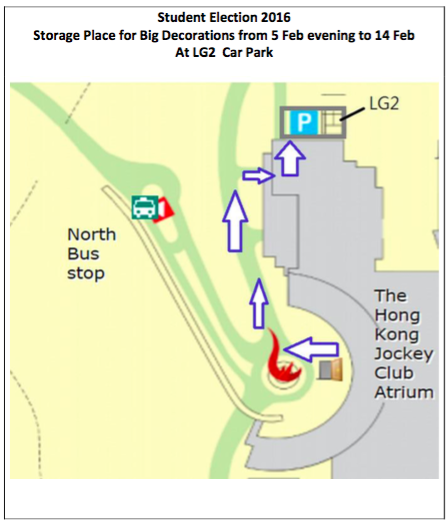 Student Election 2016
Storage Place for Big Decorations from 5 Feb evening to 14 Feb
At LG2 Car Park
LG2
P
North
Bus
stop
The
Hong
Kong
Jockey
Club
Atrium